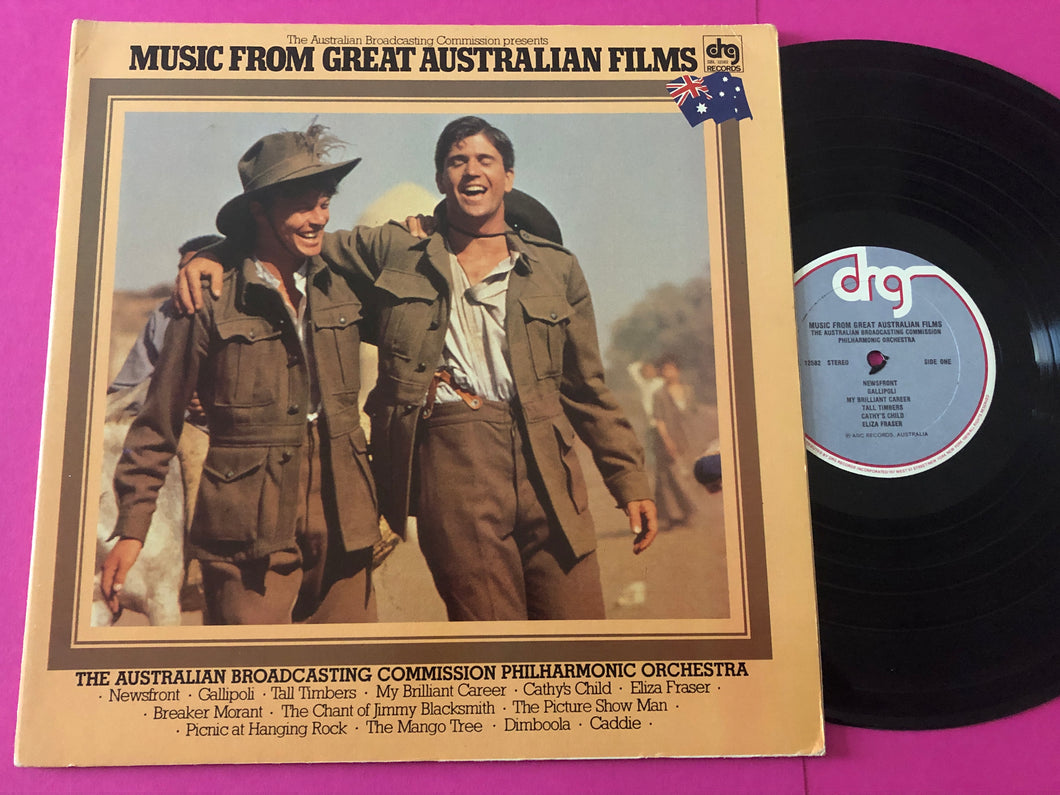 The Australian Broadcasting Commission presents
MUSIC FROM GREAT AUSTRALIAN FILMS
drg
RECORDS
THE AUSTRALIAN BROADCASTING COMMISSION PHILHARMONIC ORCHESTRA
· Newsfront · Gallipoli · Tall Timbers · My Brilliant Career · Cathy's Child · Eliza Fraser ·
· Breaker Morant · The Chant of Jimmy Blacksmith · The Picture Show Man ·
· Picnic at Hanging Rock · The Mango Tree · Dimboola · Caddie ·
drg
MUSIC FROM GREAT AUSTRALIAN FILMS
THE AUSTRALIAN BROADCASTING COMMISSION
PHILHARMONIC ORCHESTRA
12582 STEREO SIDE ONE
NEWSFRONT
GALLIPOLI
MY BRILLIANT CAREER
TALL TIMBERS
CATHY'S CHILD
ELIZA FRASER
Ⓟ ABC RECORDS, AUSTRALIA